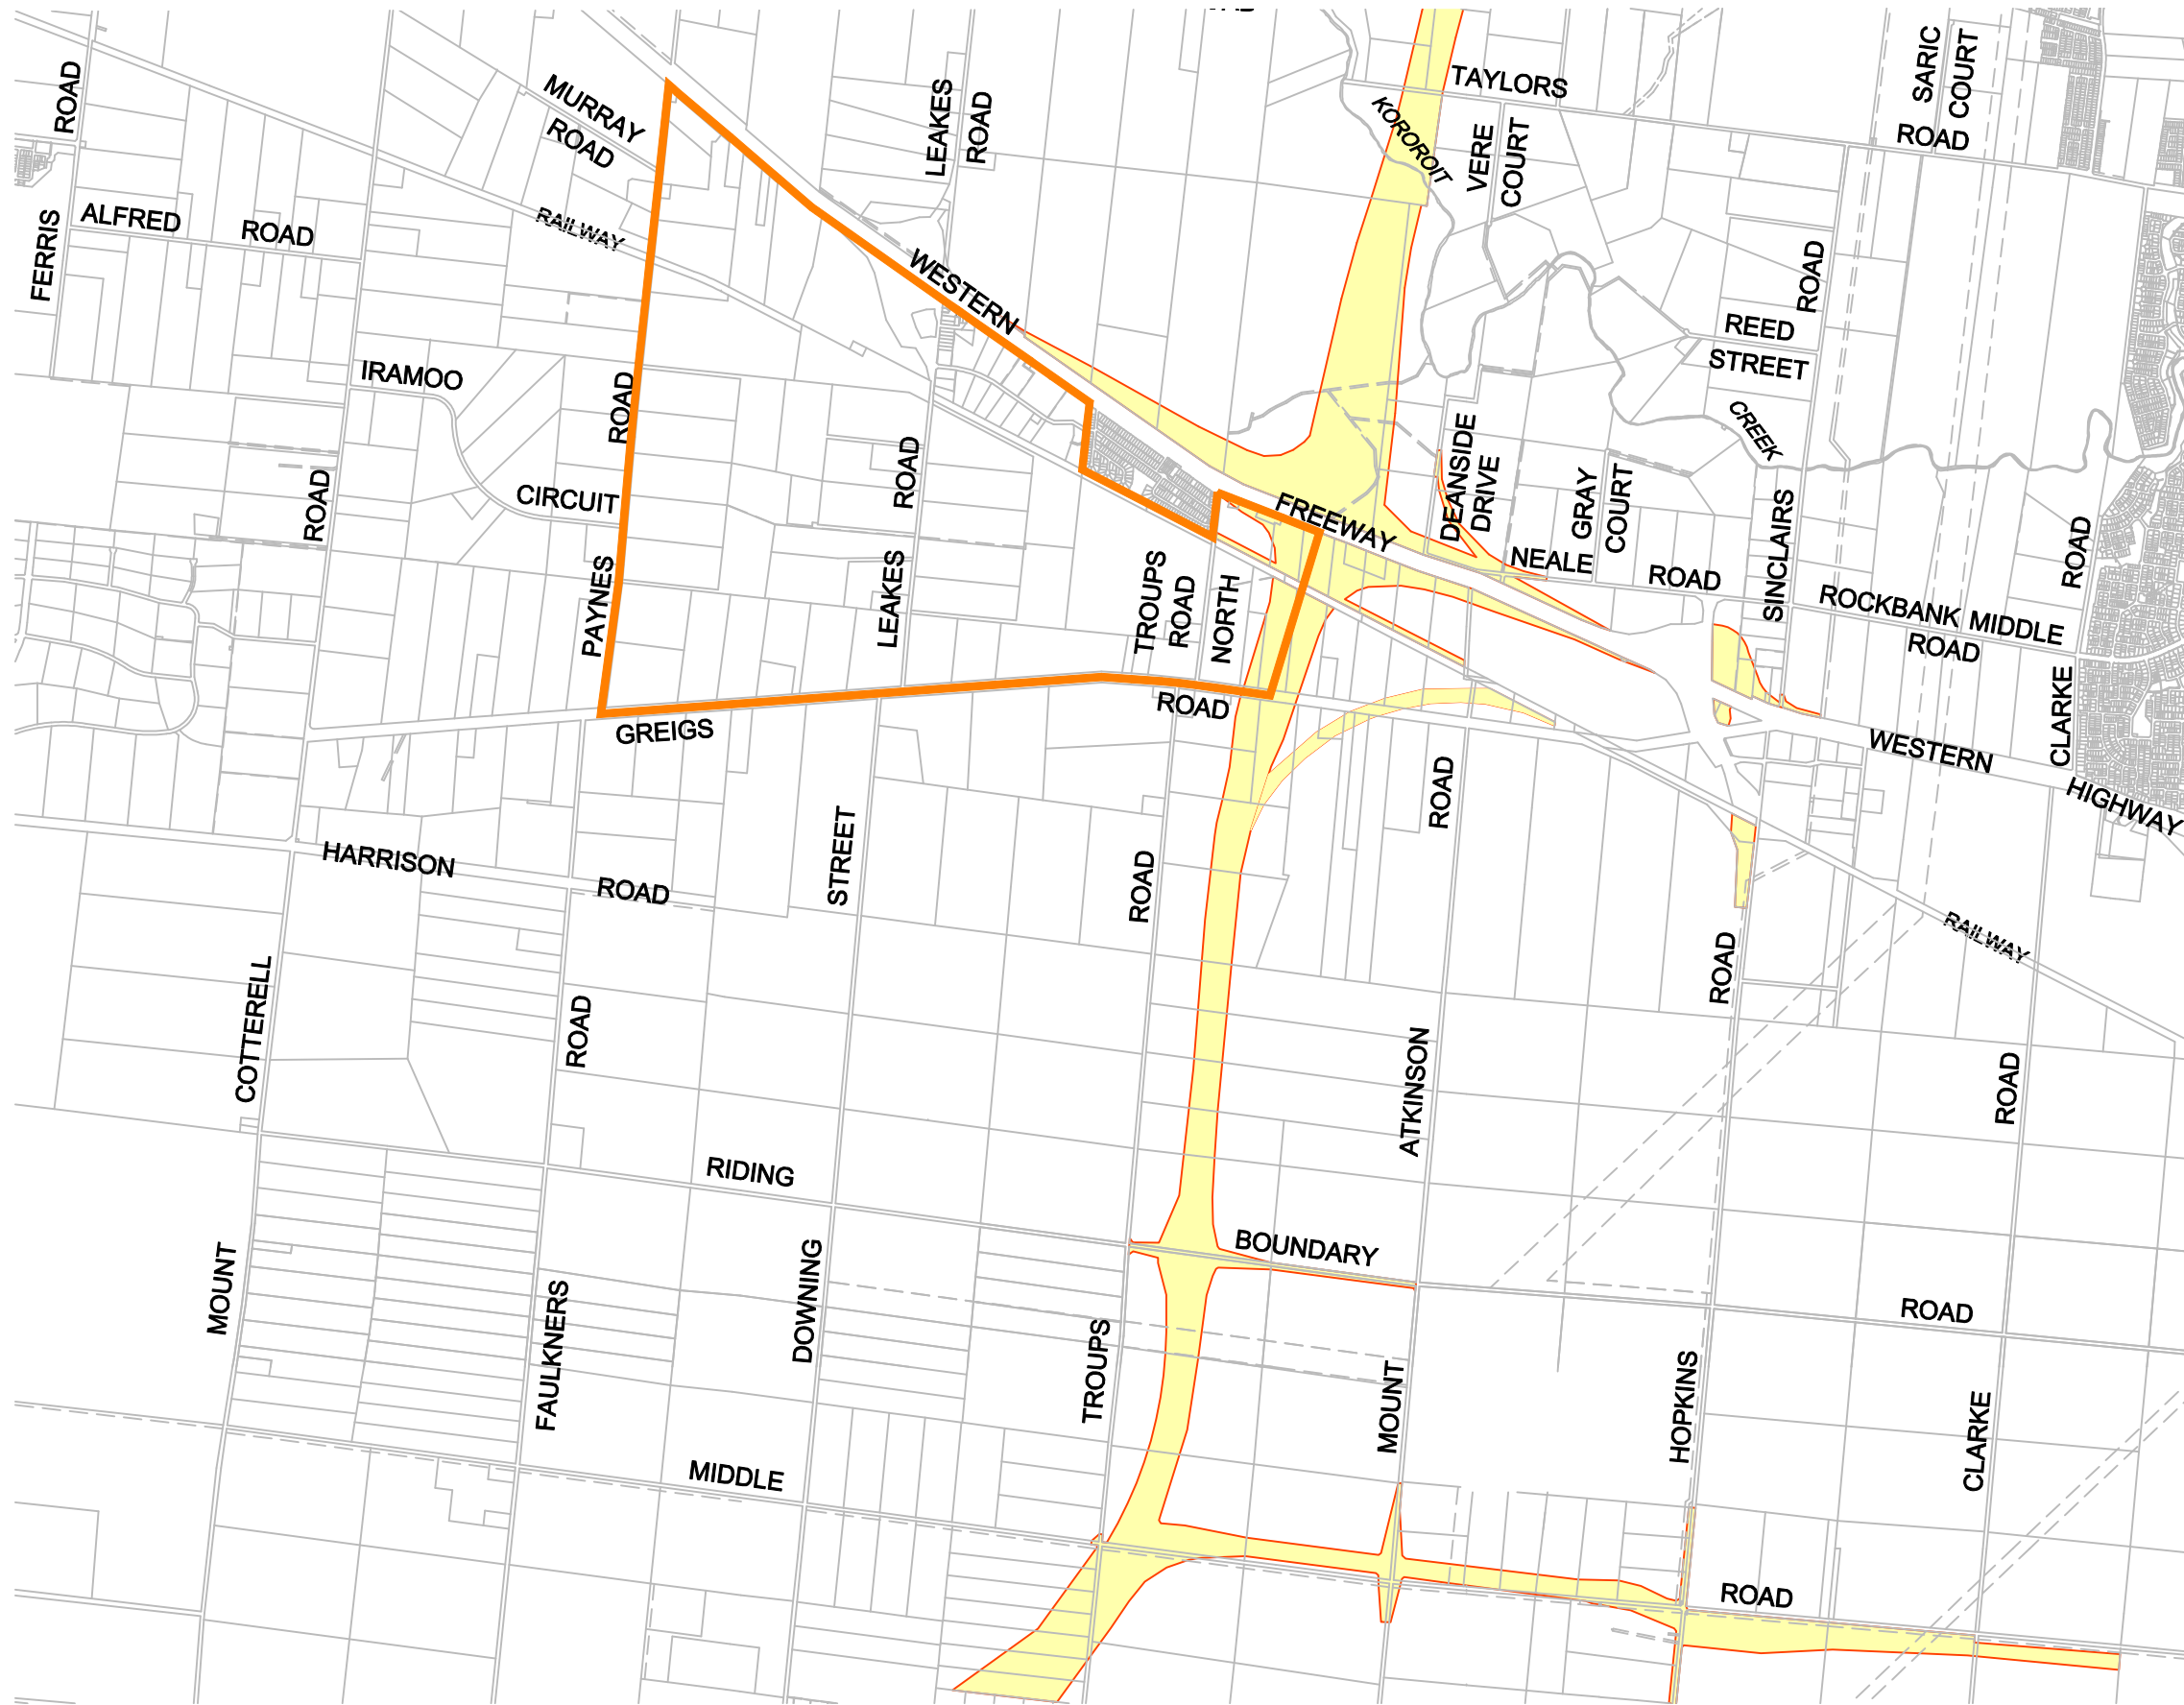 TAYLORS
ROAD
SARIC
COURT
ROAD
MURRAY
ROAD
LEAKES
ROAD
KOROROIT
VERE
COURT
FERRIS
ALFRED
ROAD
RAILWAY
WESTERN
ROAD
REED
STREET
IRAMOO
CIRCUIT
ROAD
ROAD
ROAD
CREEK
DEANSIDE
DRIVE
GRAY
COURT
FREEWAY
NEALE
ROAD
SINCLAIRS
ROAD
ROCKBANK MIDDLE
ROAD
PAYNES
LEAKES
TROUPS
ROAD
NORTH
GREIGS
ROAD
CLARKE
WESTERN
HIGHWAY
ROAD
HARRISON
ROAD
STREET
ROAD
RAILWAY
COTTERELL
ROAD
ROAD
ATKINSON
ROAD
RIDING
BOUNDARY
ROAD
MOUNT
FAULKNERS
DOWNING
TROUPS
MOUNT
HOPKINS
CLARKE
MIDDLE
ROAD